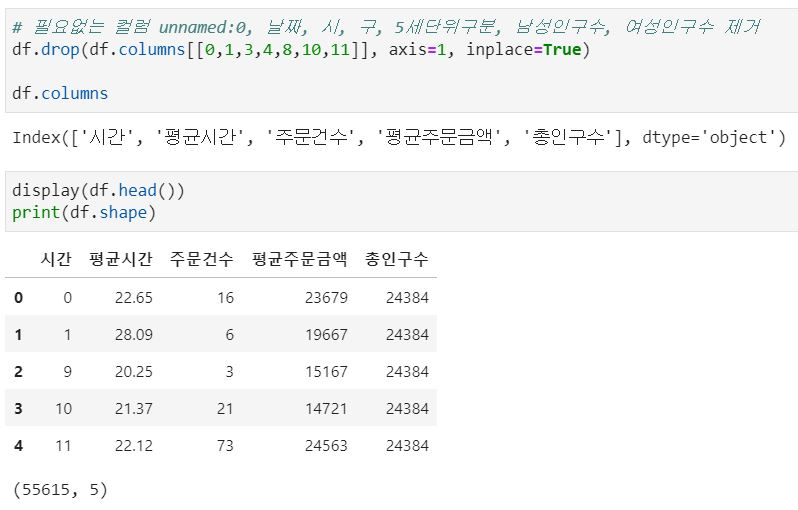 # 필요없는 컬럼 unnamed:0, 날짜, 시, 구, 5세단위구분, 남성인구수, 여성인구수 제거
df.drop(df.columns[[0,1,3,4,8,10,11]], axis=1, inplace=True)
df.columns
Index(['시간', '평균시간', '주문건수', '평균주문금액', '총인구수'], dtype='object')
display(df.head())
print(df.shape)
시간 평균시간 주문건수 평균주문금액 총인구수
0 0 22.65 16 23679 24384
1 1 28.09 6 19667 24384
2 9 20.25 3 15167 24384
3 10 21.37 21 14721 24384
4 11 22.12 73 24563 24384
(55615, 5)